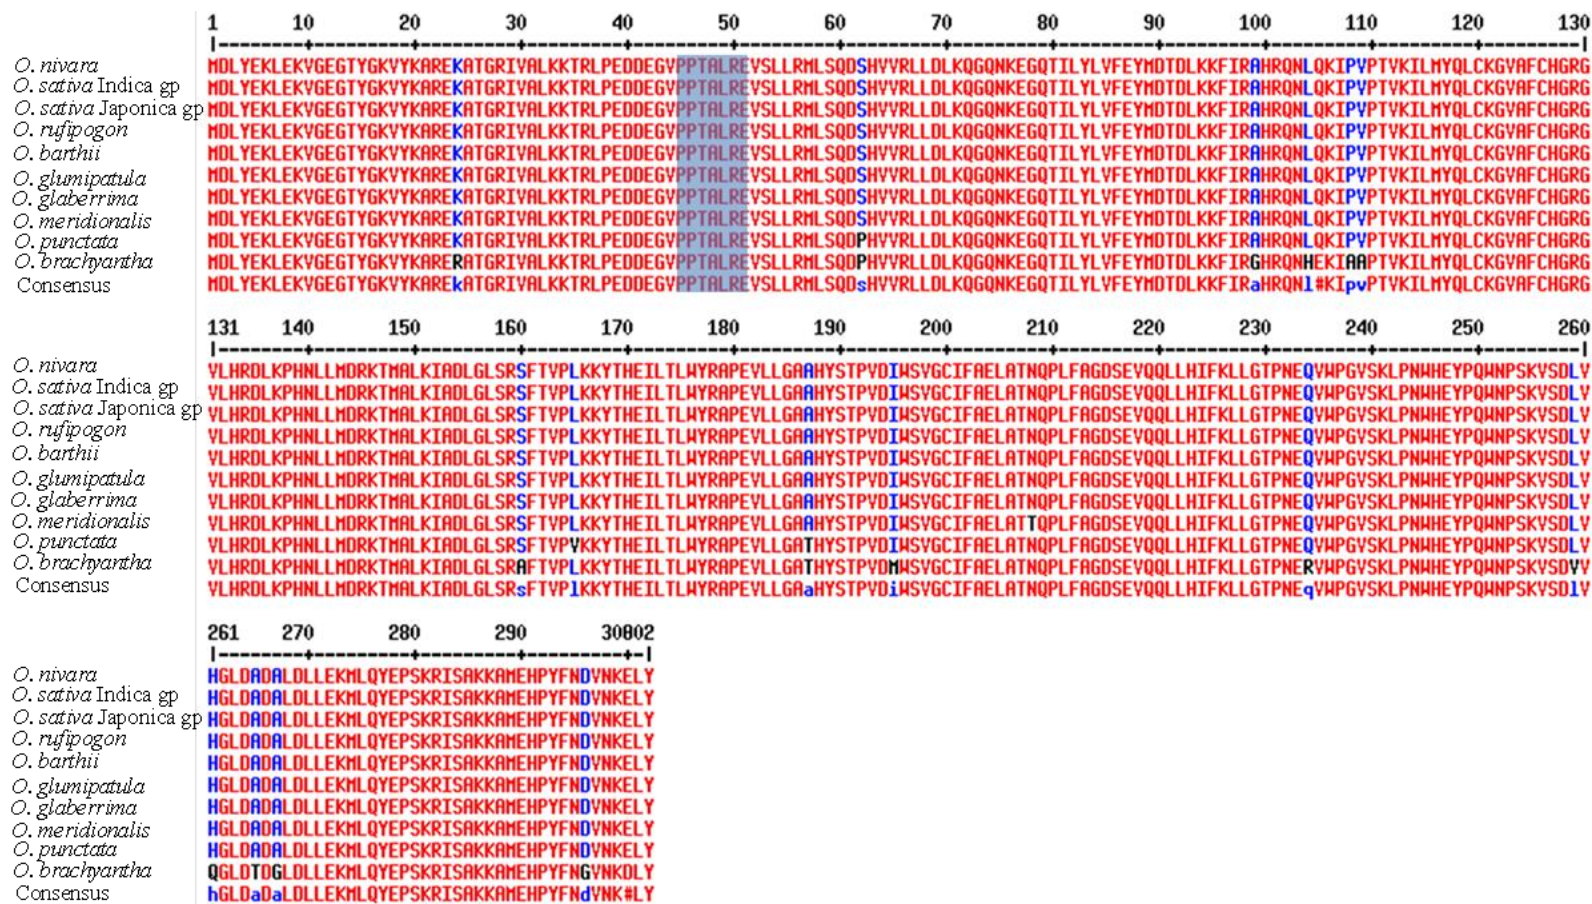 1 10 20 30 40 50 60 70 80 90 100 110 120 130
O. nivara MDLYEKLEKVGEGTYGKVYKAREKATGRIVALKKTRLPEDDEGVPPTALREVSLLRMLSQDSHVVRLLDLKQGQNKEGQTILYLVFEYMDTDLKKFIRAHRQNLQKIPVPTVKILMYQLCKGVAFCHGRG
O. sativa Indica gp MDLYEKLEKVGEGTYGKVYKAREKATGRIVALKKTRLPEDDEGVPPTALREVSLLRMLSQDSHVVRLLDLKQGQNKEGQTILYLVFEYMDTDLKKFIRAHRQNLQKIPVPTVKILMYQLCKGVAFCHGRG
O. sativa Japonica gp MDLYEKLEKVGEGTYGKVYKAREKATGRIVALKKTRLPEDDEGVPPTALREVSLLRMLSQDSHVVRLLDLKQGQNKEGQTILYLVFEYMDTDLKKFIRAHRQNLQKIPVPTVKILMYQLCKGVAFCHGRG
O. rufipogon MDLYEKLEKVGEGTYGKVYKAREKATGRIVALKKTRLPEDDEGVPPTALREVSLLRMLSQDSHVVRLLDLKQGQNKEGQTILYLVFEYMDTDLKKFIRAHRQNLQKIPVPTVKILMYQLCKGVAFCHGRG
O. barthii MDLYEKLEKVGEGTYGKVYKAREKATGRIVALKKTRLPEDDEGVPPTALREVSLLRMLSQDSHVVRLLDLKQGQNKEGQTILYLVFEYMDTDLKKFIRAHRQNLQKIPVPTVKILMYQLCKGVAFCHGRG
O. glumipatula MDLYEKLEKVGEGTYGKVYKAREKATGRIVALKKTRLPEDDEGVPPTALREVSLLRMLSQDSHVVRLLDLKQGQNKEGQTILYLVFEYMDTDLKKFIRAHRQNLQKIPVPTVKILMYQLCKGVAFCHGRG
O. glaberrima MDLYEKLEKVGEGTYGKVYKAREKATGRIVALKKTRLPEDDEGVPPTALREVSLLRMLSQDSHVVRLLDLKQGQNKEGQTILYLVFEYMDTDLKKFIRAHRQNLQKIPVPTVKILMYQLCKGVAFCHGRG
O. meridionalis MDLYEKLEKVGEGTYGKVYKAREKATGRIVALKKTRLPEDDEGVPPTALREVSLLRMLSQDSHVVRLLDLKQGQNKEGQTILYLVFEYMDTDLKKFIRAHRQNLQKIPVPTVKILMYQLCKGVAFCHGRG
O. punctata MDLYEKLEKVGEGTYGKVYKAREKATGRIVALKKTRLPEDDEGVPPTALREVSLLRMLSQDPHVVRLLDLKQGQNKEGQTILYLVFEYMDTDLKKFIRAHRQNLQKIPVPTVKILMYQLCKGVAFCHGRG
O. brachyantha MDLYEKLEKVGEGTYGKVYKARERATGRIVALKKTRLPEDDEGVPPTALREVSLLRMLSQDPHVVRLLDLKQGQNKEGQTILYLVFEYMDTDLKKFIRGHRQNHEKIAAPTVKILMYQLCKGVAFCHGRG
Consensus MDLYEKLEKVGEGTYGKVYKAREkATGRIVALKKTRLPEDDEGVPPTALREVSLLRMLSQDsHVVRLLDLKQGQNKEGQTILYLVFEYMDTDLKKFIRaHRQNl#KIpvPTVKILMYQLCKGVAFCHGRG
131 140 150 160 170 180 190 200 210 220 230 240 250 260
O. nivara VLHRDLKPHNLLMDRKTMALKIADLGLSRSFTVPLKKYTHEILTLWYRAPEVLLGAAHYSTPVDIWSVGCIFAELATNQPLFAGDSEVQQLLHIFKLLGTPNEQVWPGVSKLPNWHEYPQWNPSKVSDLV
O. sativa Indica gp VLHRDLKPHNLLMDRKTMALKIADLGLSRSFTVPLKKYTHEILTLWYRAPEVLLGAAHYSTPVDIWSVGCIFAELATNQPLFAGDSEVQQLLHIFKLLGTPNEQVWPGVSKLPNWHEYPQWNPSKVSDLV
O. sativa Japonica gp VLHRDLKPHNLLMDRKTMALKIADLGLSRSFTVPLKKYTHEILTLWYRAPEVLLGAAHYSTPVDIWSVGCIFAELATNQPLFAGDSEVQQLLHIFKLLGTPNEQVWPGVSKLPNWHEYPQWNPSKVSDLV
O. rufipogon VLHRDLKPHNLLMDRKTMALKIADLGLSRSFTVPLKKYTHEILTLWYRAPEVLLGAAHYSTPVDIWSVGCIFAELATNQPLFAGDSEVQQLLHIFKLLGTPNEQVWPGVSKLPNWHEYPQWNPSKVSDLV
O. barthii VLHRDLKPHNLLMDRKTMALKIADLGLSRSFTVPLKKYTHEILTLWYRAPEVLLGAAHYSTPVDIWSVGCIFAELATNQPLFAGDSEVQQLLHIFKLLGTPNEQVWPGVSKLPNWHEYPQWNPSKVSDLV
O. glumipatula VLHRDLKPHNLLMDRKTMALKIADLGLSRSFTVPLKKYTHEILTLWYRAPEVLLGAAHYSTPVDIWSVGCIFAELATNQPLFAGDSEVQQLLHIFKLLGTPNEQVWPGVSKLPNWHEYPQWNPSKVSDLV
O. glaberrima VLHRDLKPHNLLMDRKTMALKIADLGLSRSFTVPLKKYTHEILTLWYRAPEVLLGAAHYSTPVDIWSVGCIFAELATNQPLFAGDSEVQQLLHIFKLLGTPNEQVWPGVSKLPNWHEYPQWNPSKVSDLV
O. meridionalis VLHRDLKPHNLLMDRKTMALKIADLGLSRSFTVPLKKYTHEILTLWYRAPEVLLGAAHYSTPVDIWSVGCIFAELATTQPLFAGDSEVQQLLHIFKLLGTPNEQVWPGVSKLPNWHEYPQWNPSKVSDLV
O. punctata VLHRDLKPHNLLMDRKTMALKIADLGLSRSFTVPVKKYTHEILTLWYRAPEVLLGATHYSTPVDIWSVGCIFAELATNQPLFAGDSEVQQLLHIFKLLGTPNEQVWPGVSKLPNWHEYPQWNPSKVSDLV
O. brachyantha VLHRDLKPHNLLMDRKTMALKIADLGLSRAFTVPLKKYTHEILTLWYRAPEVLLGATHYSTPVDMWSVGCIFAELATNQPLFAGDSEVQQLLHIFKLLGTPNERVWPGVSKLPNWHEYPQWNPSKVSDVV
Consensus VLHRDLKPHNLLMDRKTMALKIADLGLSRsFTVPlKKYTHEILTLWYRAPEVLLGAaHYSTPVDiWSVGCIFAELATNQPLFAGDSEVQQLLHIFKLLGTPNEqVWPGVSKLPNWHEYPQWNPSKVSDlV
261 270 280 290 30802
O. nivara HGLDADALDLLEKMLQYEPSKRISAKKAMEHPYFNDVNKELY
O. sativa Indica gp HGLDADALDLLEKMLQYEPSKRISAKKAMEHPYFNDVNKELY
O. sativa Japonica gp HGLDADALDLLEKMLQYEPSKRISAKKAMEHPYFNDVNKELY
O. rufipogon HGLDADALDLLEKMLQYEPSKRISAKKAMEHPYFNDVNKELY
O. barthii HGLDADALDLLEKMLQYEPSKRISAKKAMEHPYFNDVNKELY
O. glumipatula HGLDADALDLLEKMLQYEPSKRISAKKAMEHPYFNDVNKELY
O. glaberrima HGLDADALDLLEKMLQYEPSKRISAKKAMEHPYFNDVNKELY
O. meridionalis HGLDADALDLLEKMLQYEPSKRISAKKAMEHPYFNDVNKELY
O. punctata HGLDADALDLLEKMLQYEPSKRISAKKAMEHPYFNDVNKELY
O. brachyantha QGLDTDGLDLLEKMLQYEPSKRISAKKAMEHPYFNGVNKDLY
Consensus hGLDaDaLDLLEKMLQYEPSKRISAKKAMEHPYFNdVNK#LY